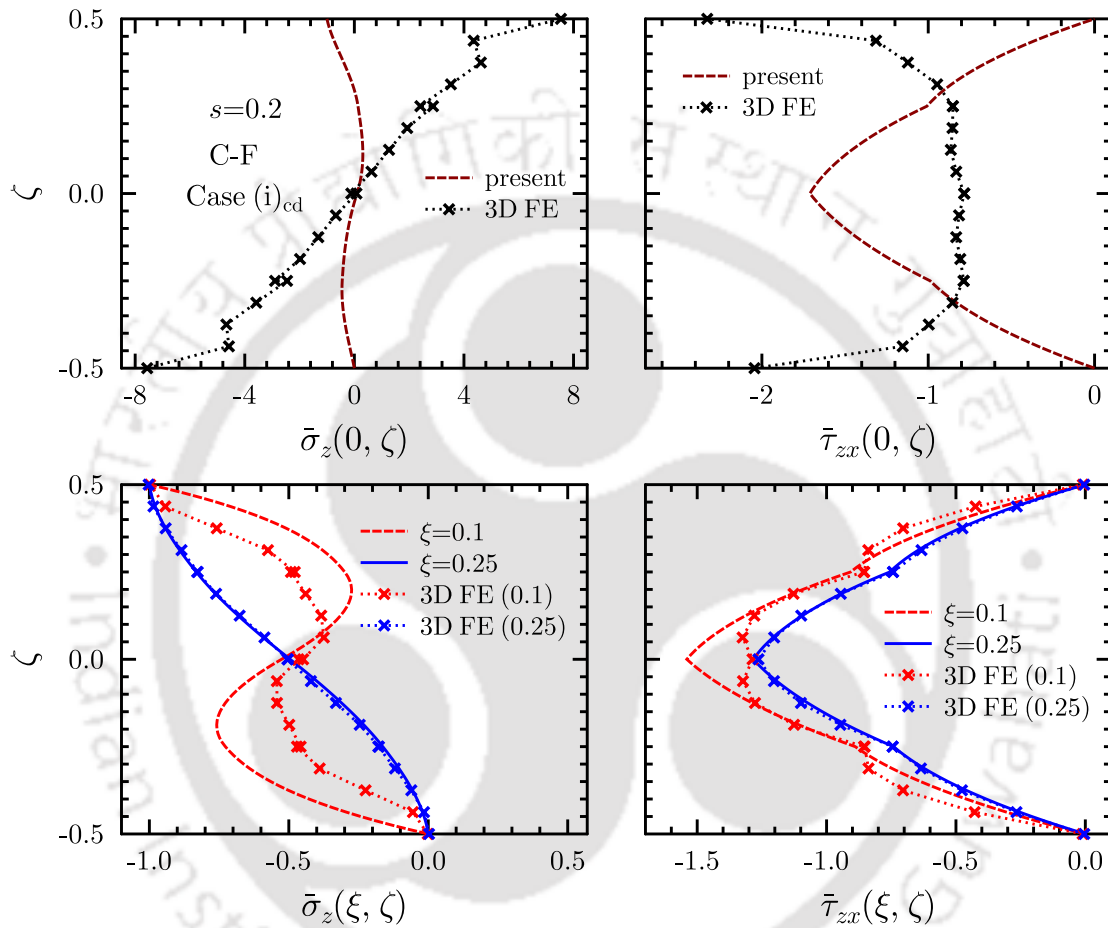 0.5
0.0
-0.5
ζ
s=0.2
C-F
Case (i)cd
present
3D FE
-8
-4
0
4
8
σ̄z(0, ζ)
present
3D FE
-2
-1
0
τ̄zx(0, ζ)
0.5
0.0
-0.5
ζ
ξ=0.1
ξ=0.25
3D FE (0.1)
3D FE (0.25)
-1.0
-0.5
0.0
0.5
σ̄z(ξ, ζ)
ξ=0.1
ξ=0.25
3D FE (0.1)
3D FE (0.25)
-1.5
-1.0
-0.5
0.0
τ̄zx(ξ, ζ)
Indian